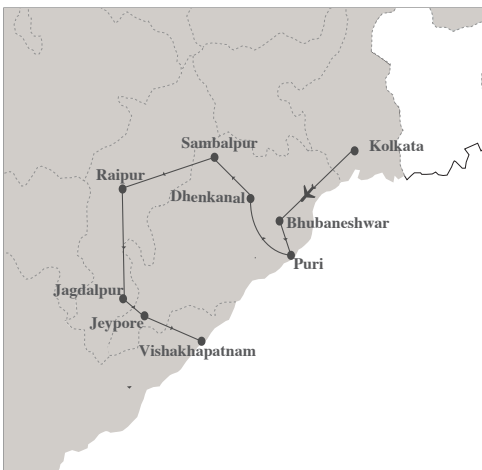 Sambalpur
Kolkata
Raipur
Dhenkanal
Bhubaneshwar
Puri
Jagdalpur
Jeypore
Vishakhapatnam